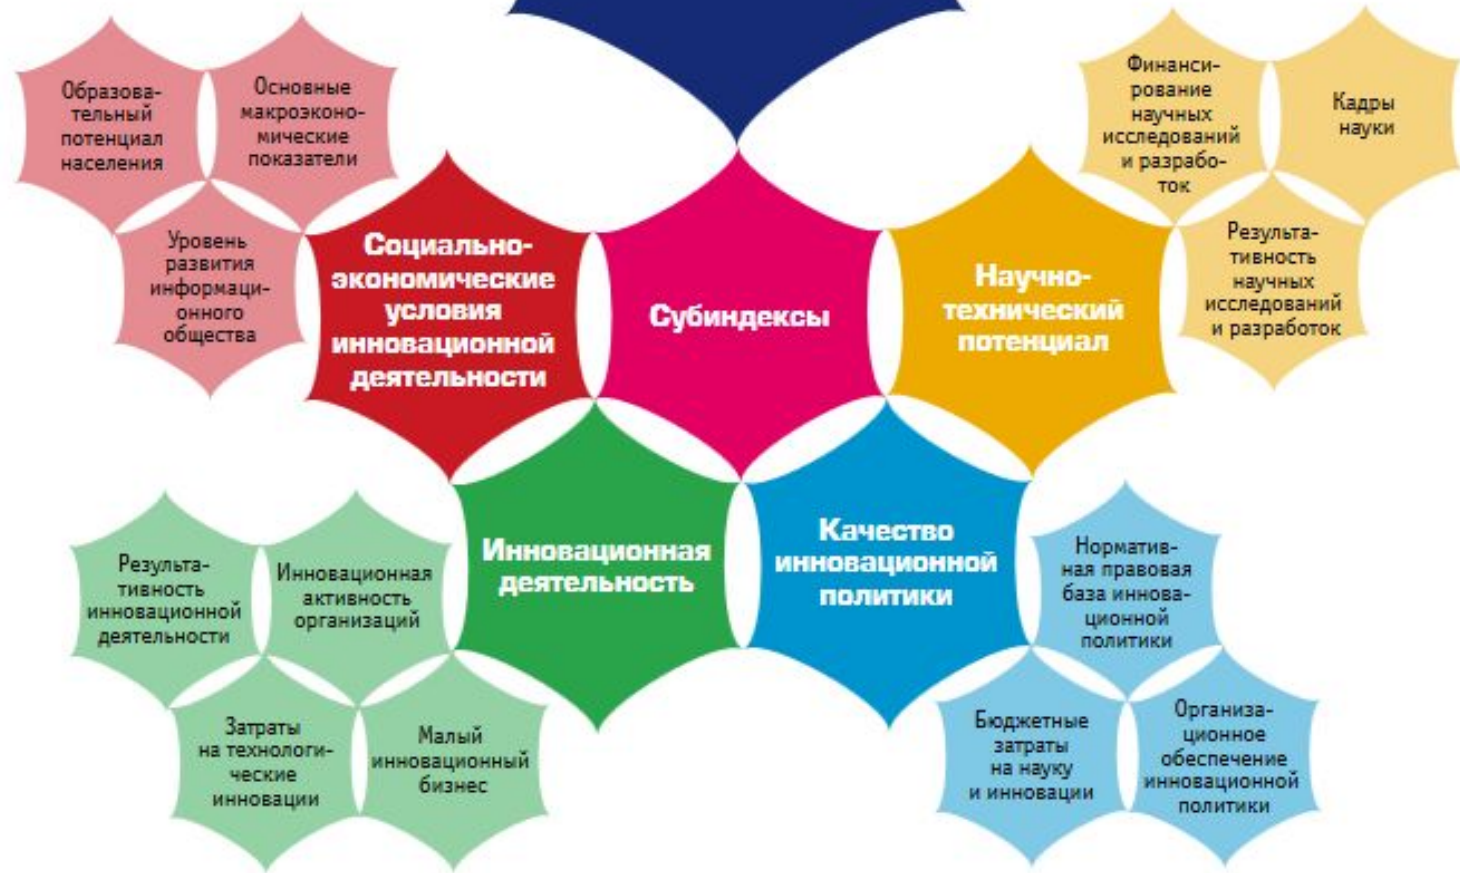 Образова-
тельный
потенциал
населения
Основные
макроэконо-
мические
показатели
Уровень
развития
информаци-
онного
общества
Социально-
экономические
условия
инновационной
деятельности
Субиндексы
Научно-
технический
потенциал
Финанси-
рование
научных
исследований
и разрабо-
ток
Кадры
науки
Результа-
тивность
научных
исследований
и разработок
Результа-
тивность
инновационной
деятельности
Инновационная
активность
организаций
Затраты
на технологи-
ческие
инновации
Малый
инновационный
бизнес
Инновационная
деятельность
Качество
инновационной
политики
Норматив-
ная правовая
база иннова-
ционной
политики
Бюджетные
затраты
на науку
и инновации
Организа-
ционное
обеспечение
инновационной
политики